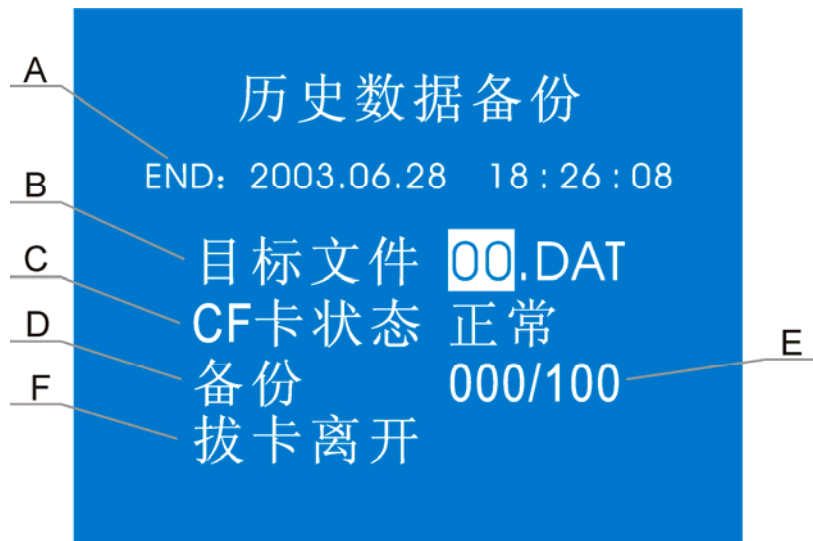 历史数据备份
A
END: 2003.06.28 18:26:08
B
目标文件 00.DAT
C
CF卡状态 正常
D
备份 000/100
E
F
拔卡离开